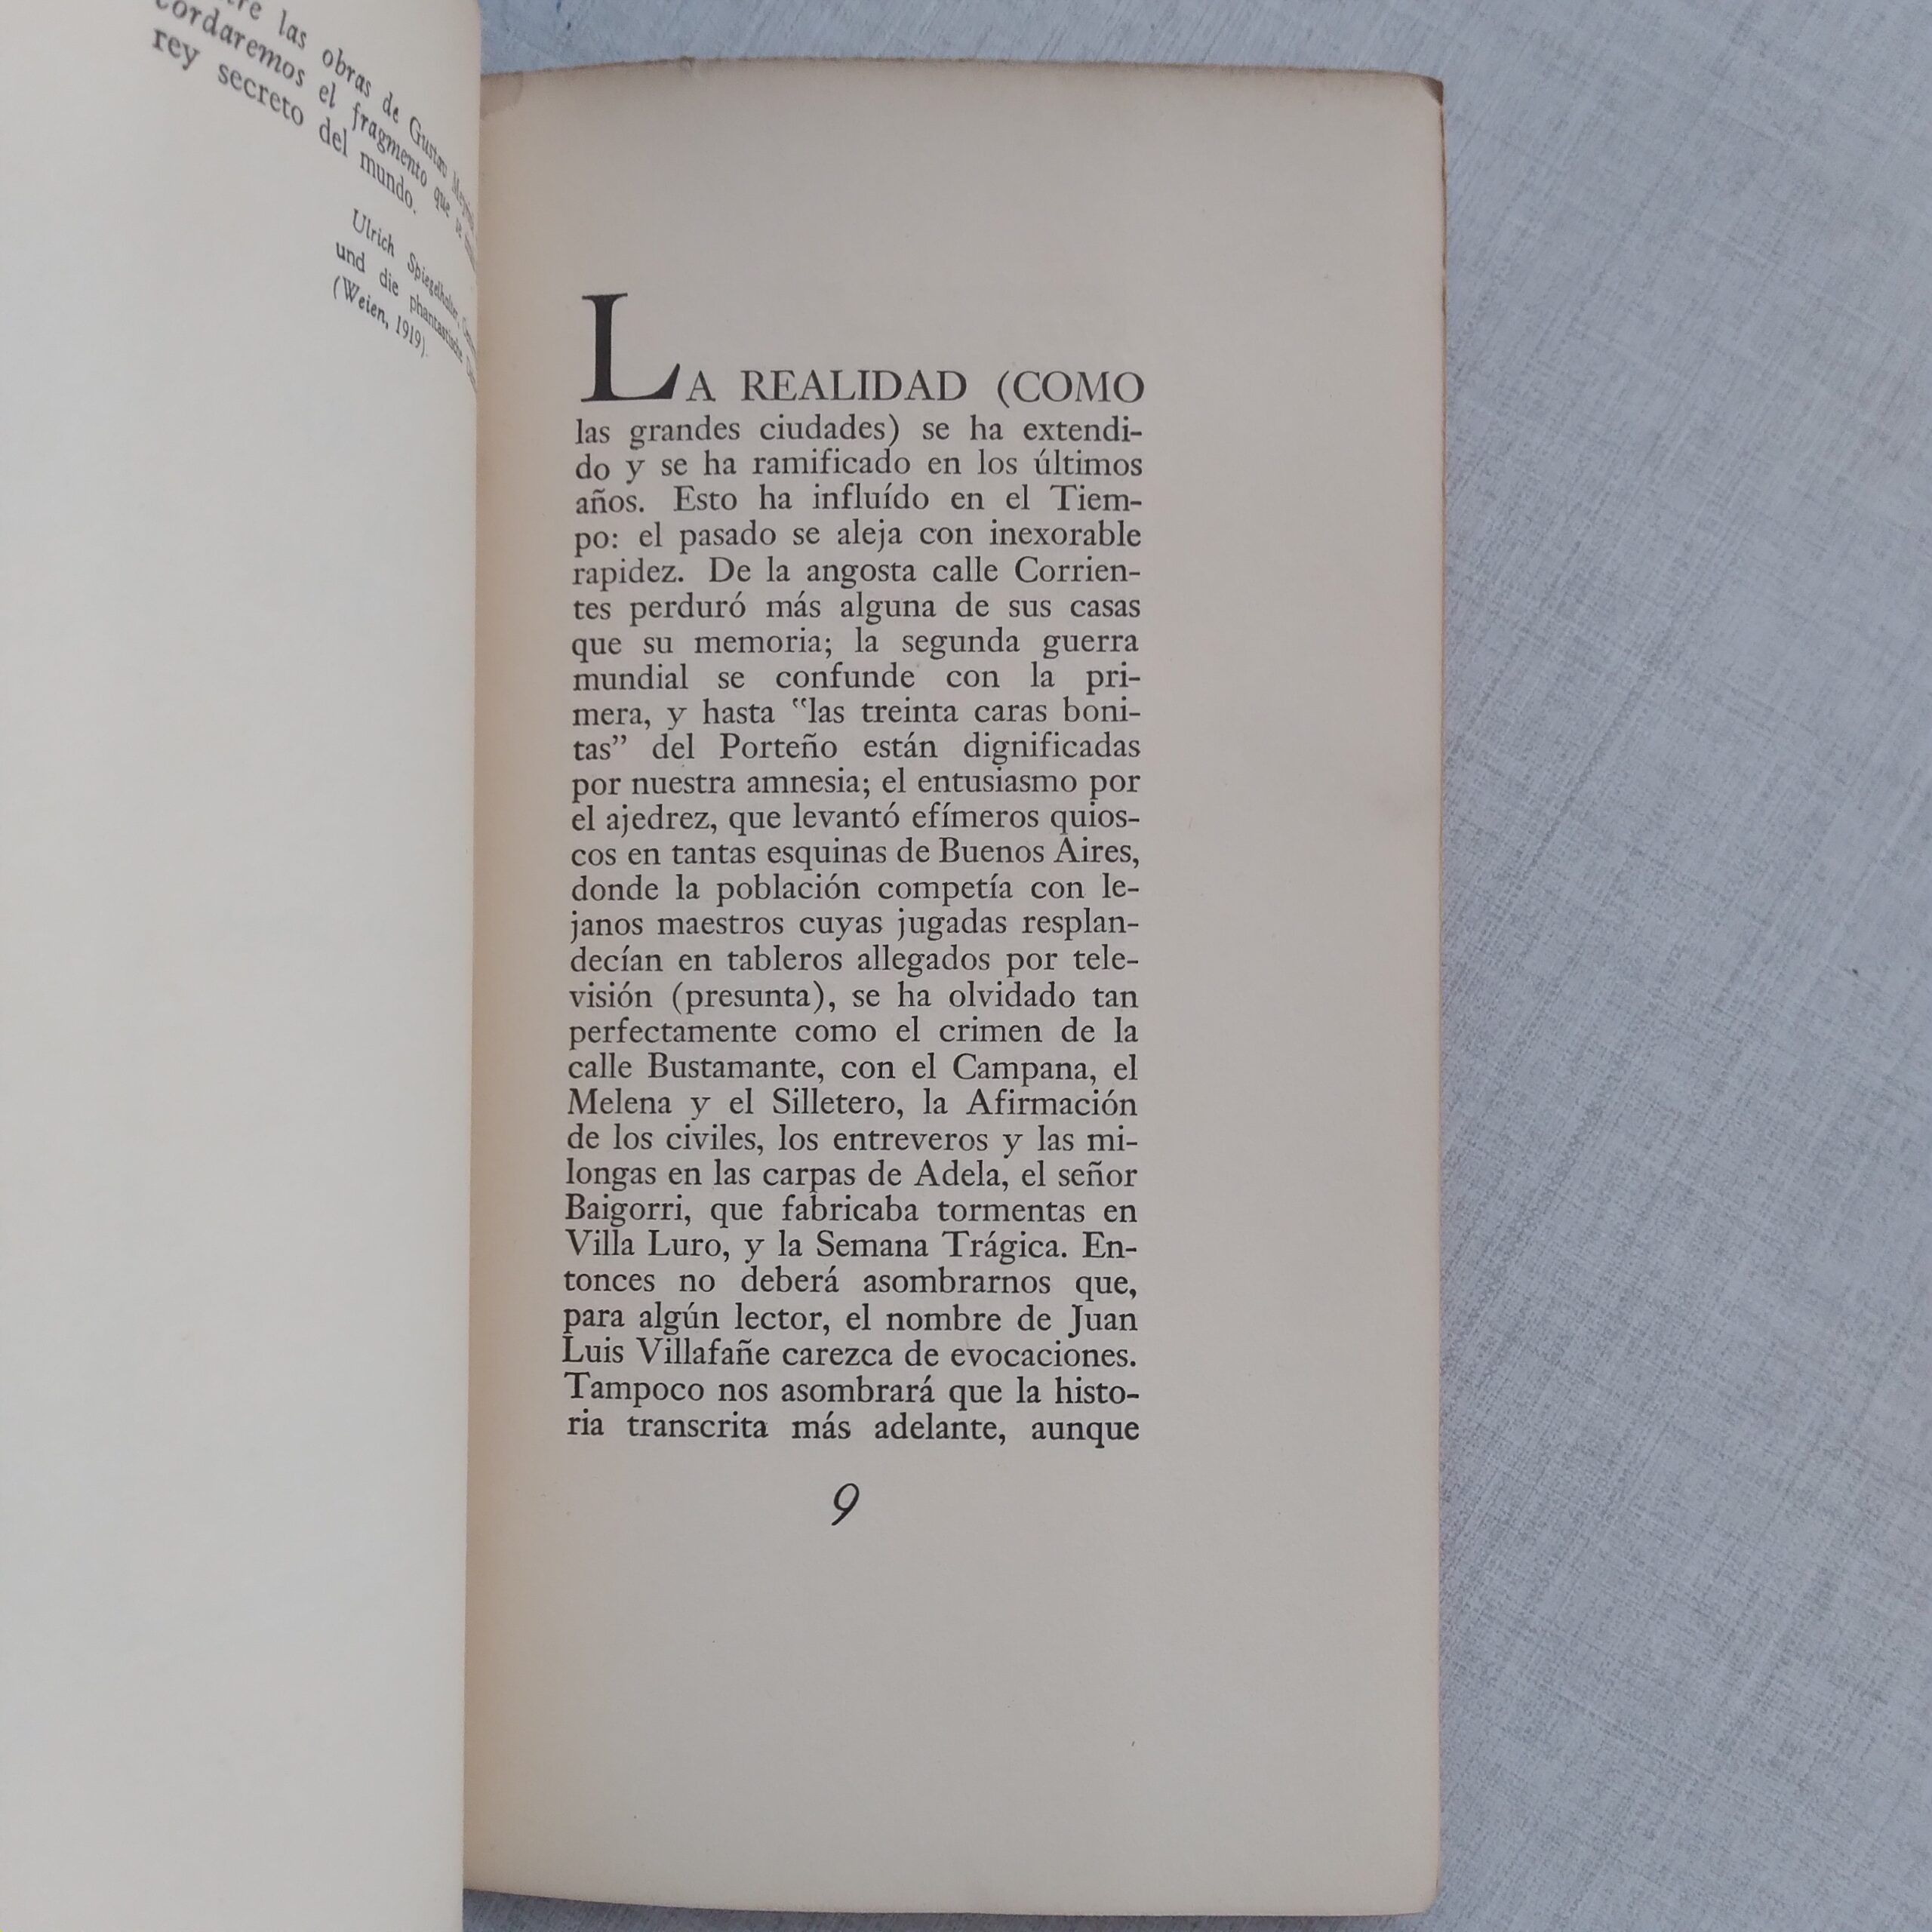 las obras de Gustav
cordaremos el fragmento que se
rey secreto del mundo.
Ulrich
und die phantastische
(Weien, 1919).
LA REALIDAD (COMO
las grandes ciudades) se ha extendi-
do y se ha ramificado en los últimos
años. Esto ha influído en el Tiem-
po: el pasado se aleja con inexorable
rapidez. De la angosta calle Corrien-
tes perduró más alguna de sus casas
que su memoria; la segunda guerra
mundial se confunde con la pri-
mera, y hasta "las treinta caras boni-
tas" del Porteño están dignificadas
por nuestra amnesia; el entusiasmo por
el ajedrez, que levantó efímeros quios-
cos en tantas esquinas de Buenos Aires,
donde la población competía con le-
janos maestros cuyas jugadas resplan-
decían en tableros allegados por tele-
visión (presunta), se ha olvidado tan
perfectamente como el crimen de la
calle Bustamante, con el Campana, el
Melena y el Silletero, la Afirmación
de los civiles, los entreveros y las mi-
longas en las carpas de Adela, el señor
Baigorri, que fabricaba tormentas en
Villa Luro, y la Semana Trágica. En-
tonces no deberá asombrarnos que,
para algún lector, el nombre de Juan
Luis Villafañe carezca de evocaciones.
Tampoco nos asombrará que la histo-
ria transcrita más adelante, aunque
9